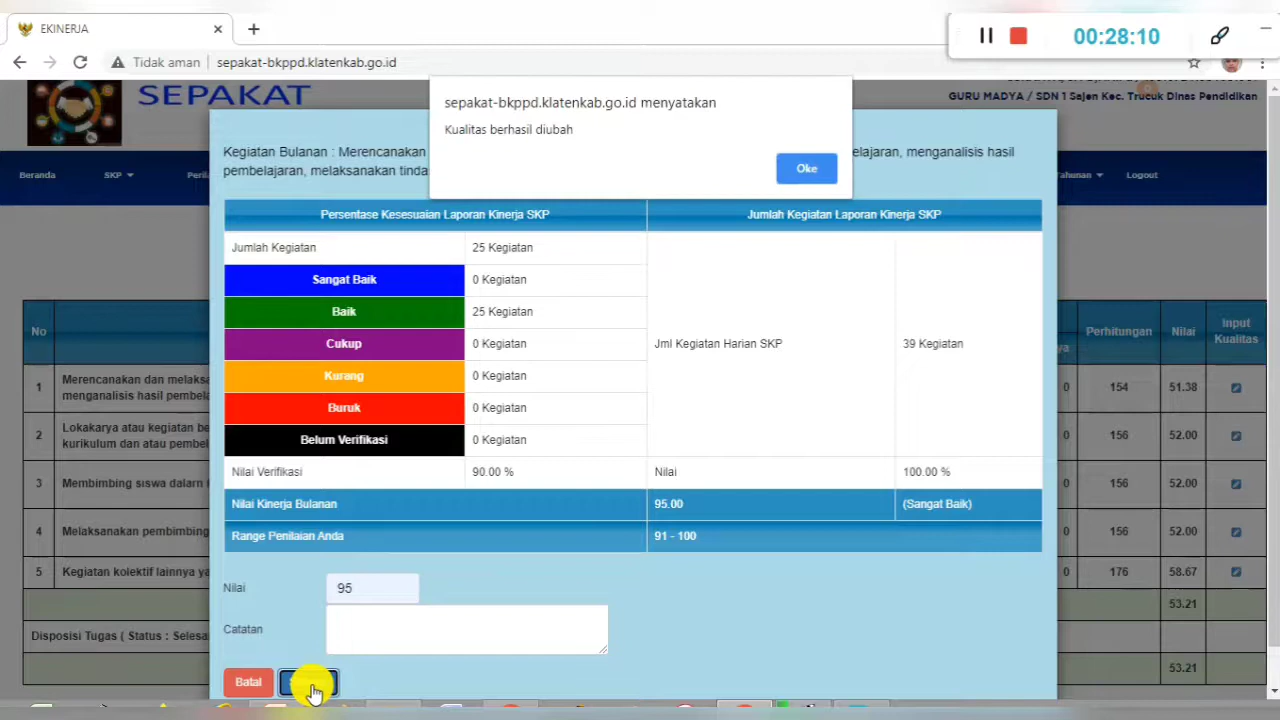 EKINERJA
00:28:10
Tidak aman
sepakat-bkppd.klatenkab.go.id
SEPAKAT
GURU MADYA / SDN 1 Sajen Kec. Trucuk Dinas Pendidikan
sepakat-bkppd.klatenkab.go.id menyatakan
Kualitas berhasil diubah
Oke
Beranda
SKP
Logout
Kegiatan Bulanan : Merencanakan
elajaran, menganalisis hasil
pembelajaran, melaksanakan tinda
Persentase Kesesuaian Laporan Kinerja SKP
Jumlah Kegiatan Laporan Kinerja SKP
Jumlah Kegiatan 25 Kegiatan
Sangat Baik 0 Kegiatan
Baik 25 Kegiatan
Cukup 0 Kegiatan
Jml Kegiatan Harian SKP 39 Kegiatan
Kurang 0 Kegiatan
Buruk 0 Kegiatan
Belum Verifikasi 0 Kegiatan
Nilai Verifikasi 90.00 % Nilai 100.00 %
Nilai Kinerja Bulanan 95.00 (Sangat Baik)
Range Penilaian Anda 91 - 100
Nilai 95
Catatan
Batal
No
Perhitungan Nilai Input Kualitas
1 Merencanakan dan melaksa
menganalisis hasil pembela
0 154 51.38
2 Lokakarya atau kegiatan be
kurikulum dan atau pembel
0 156 52.00
3 Membimbing siswa dalam
0 156 52.00
4 Melaksanakan pembimbing
0 156 52.00
5 Kegiatan kolektif lainnya ya
0 176 58.67
53.21
Disposisi Tugas ( Status : Selesa
53.21